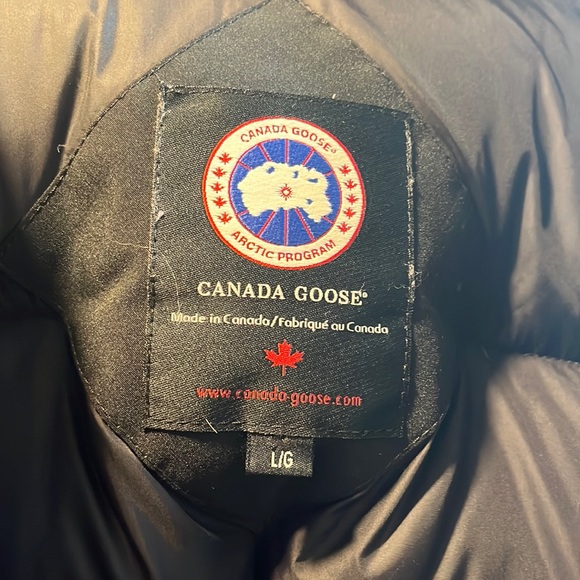 CANADA GOOSE®
ARCTIC PROGRAM
CANADA GOOSE®
Made in Canada/Fabriqué au Canada
www.canada-goose.com
L/G